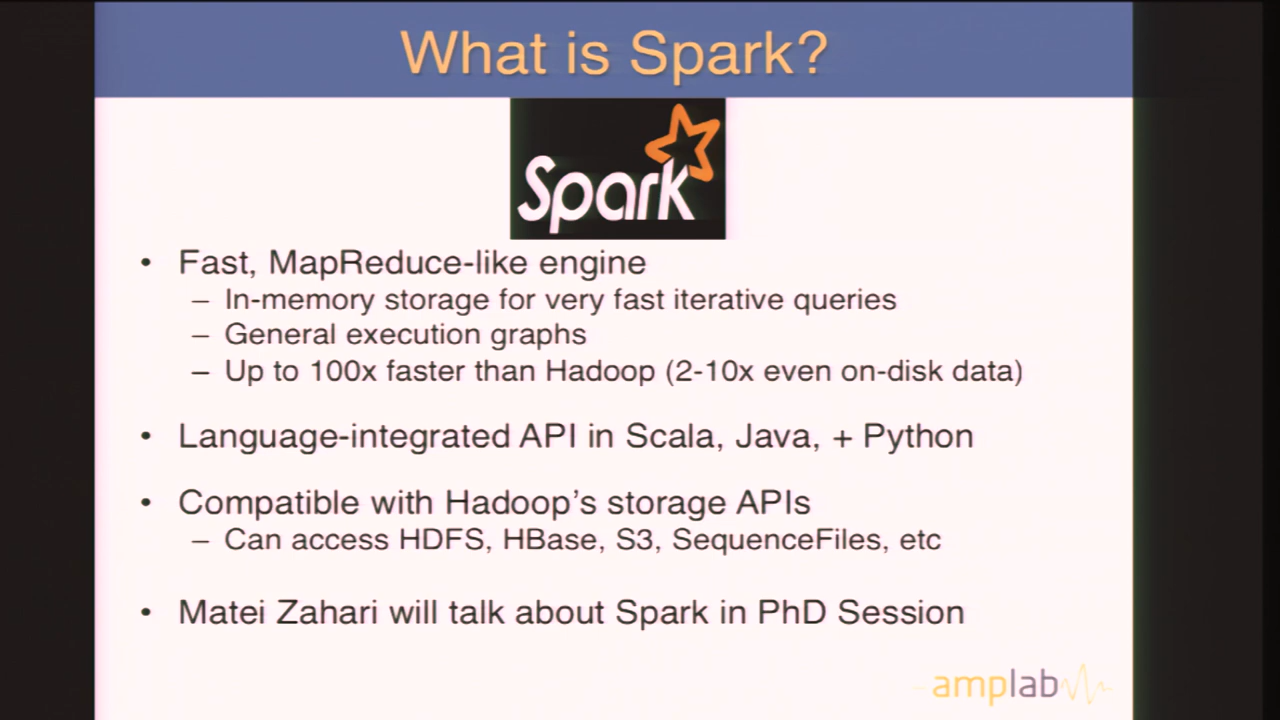 What is Spark?
Spark
• Fast, MapReduce-like engine
– In-memory storage for very fast iterative queries
– General execution graphs
– Up to 100x faster than Hadoop (2-10x even on-disk data)
• Language-integrated API in Scala, Java, + Python
• Compatible with Hadoop's storage APIs
– Can access HDFS, HBase, S3, SequenceFiles, etc
• Matei Zahari will talk about Spark in PhD Session
amplab